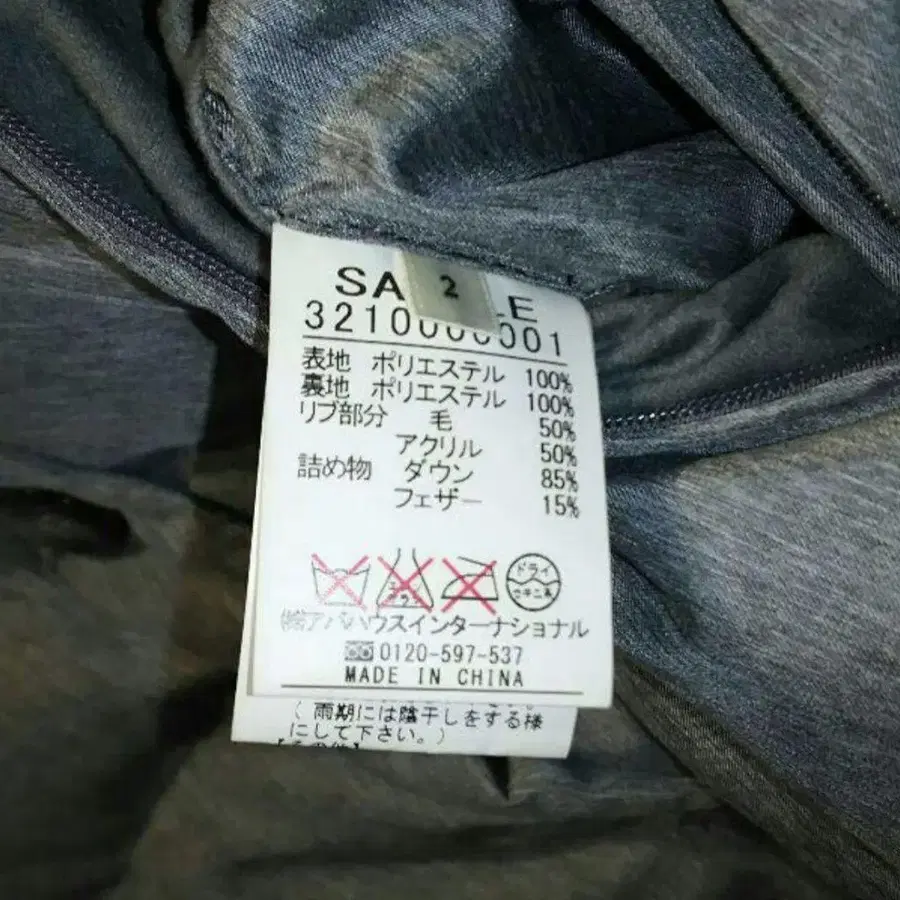 2
3210000001
表地 ポリエステル 100%
裏地 ポリエステル 100%
リブ部分 毛 50%
アクリル 50%
詰め物 ダウン 85%
フェザー 15%
ドライ
セキユ系
㈱アバハウスインターナショナル
0120-597-537
MADE IN CHINA
( 雨期には陰干しをする様
にして下さい。)